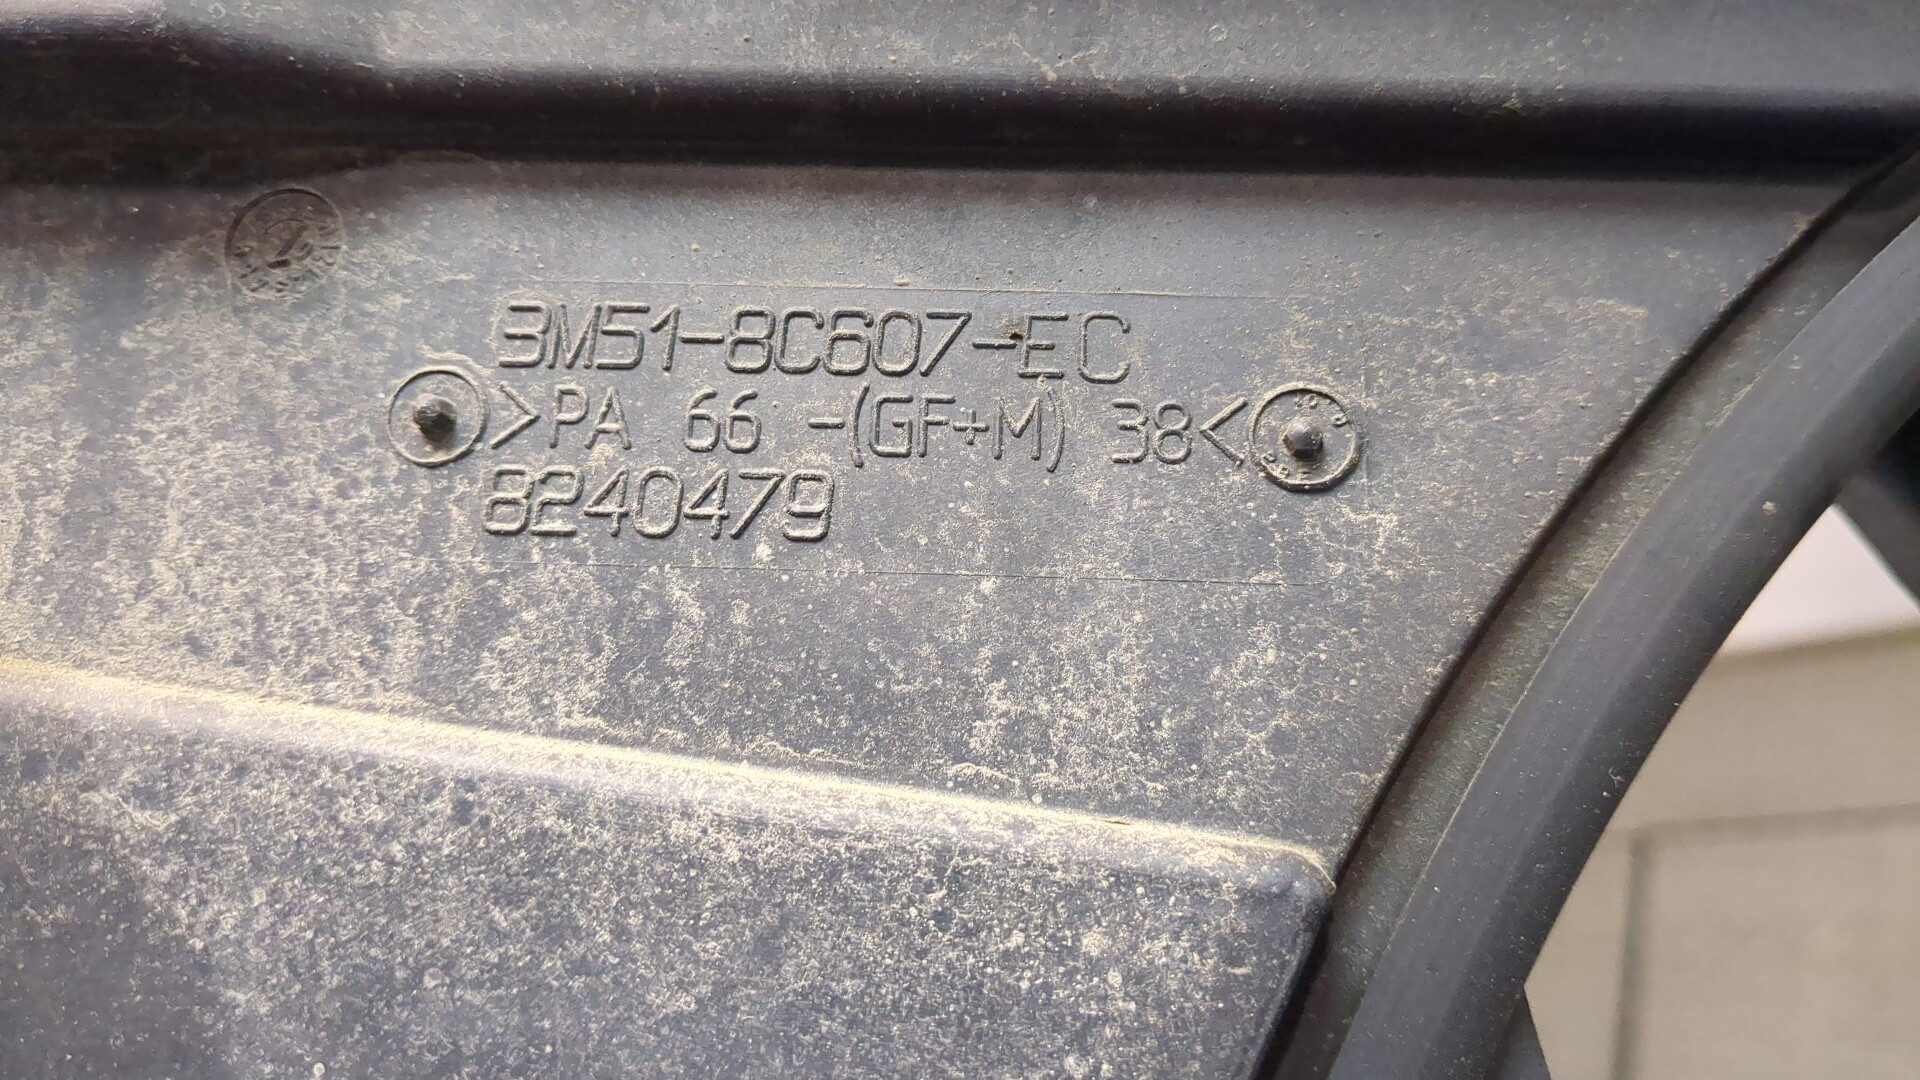 3M51-8C607-EC
>PA 66 -(GF+M) 38<
8240479